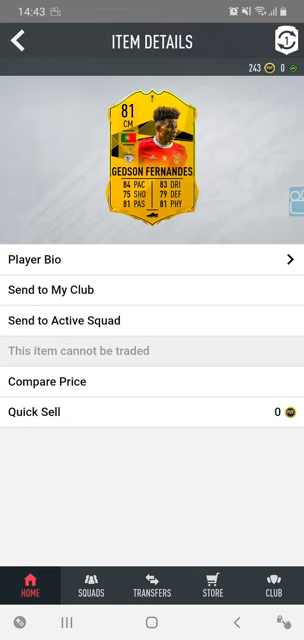 14:43
ITEM DETAILS
243 0
81
CM
GEDSON FERNANDES
84 PAC 83 DRI
75 SHO 79 DEF
81 PAS 81 PHY
Player Bio
Send to My Club
Send to Active Squad
This item cannot be traded
Compare Price
Quick Sell 0
HOME SQUADS TRANSFERS STORE CLUB